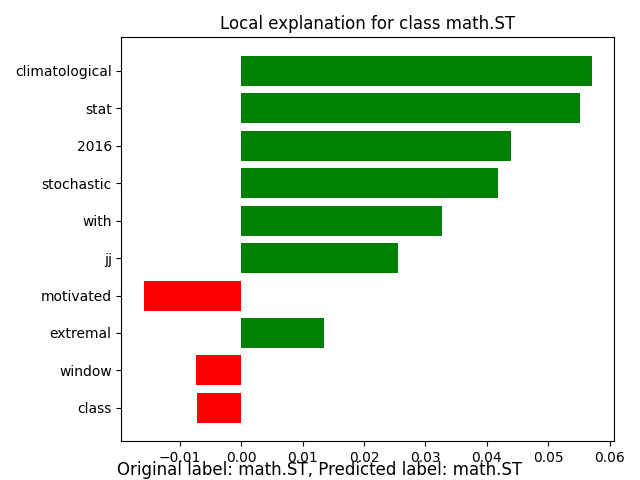 Local explanation for class math.ST
climatological
stat
2016
stochastic
with
jj
motivated
extremal
window
class
−0.01 0.00 0.01 0.02 0.03 0.04 0.05 0.06
Original label: math.ST, Predicted label: math.ST